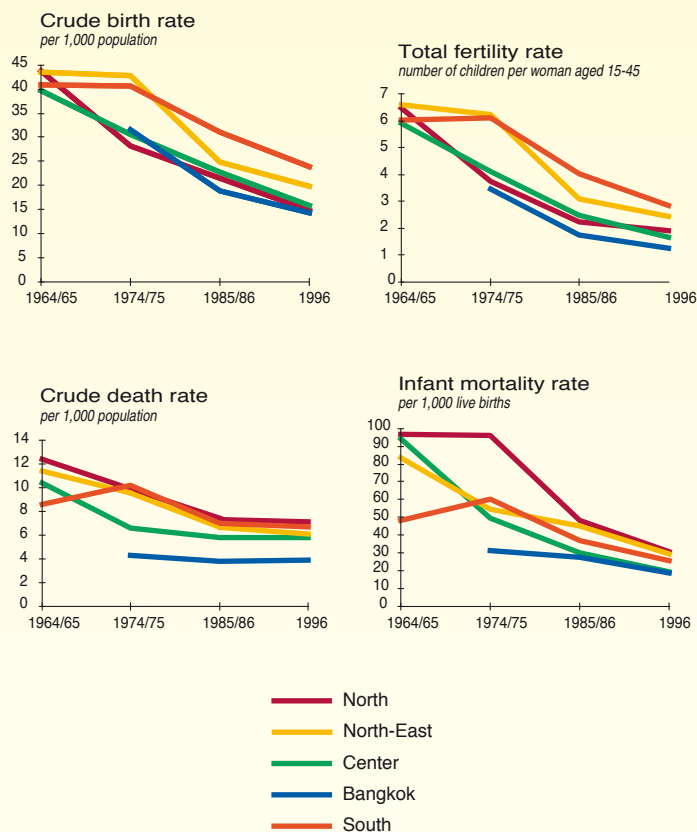 Crude birth rate
per 1,000 population
45
40
35
30
25
20
15
10
5
0
1964/65 1974/75 1985/86 1996
Total fertility rate
number of children per woman aged 15-45
7
6
5
4
3
2
1
0
1964/65 1974/75 1985/86 1996
Crude death rate
per 1,000 population
14
12
10
8
6
4
2
0
1964/65 1974/75 1985/86 1996
Infant mortality rate
per 1,000 live births
100
90
80
70
60
50
40
30
20
10
0
1964/65 1974/75 1985/86 1996
North
North-East
Center
Bangkok
South